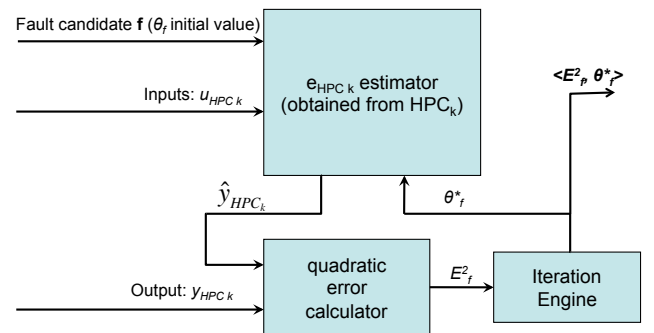 Fault candidate f (θf initial value)
Inputs: uHPC k
eHPC k estimator
(obtained from HPCk)
<E²f, θ*f>
ŷHPCk
θ*f
Output: yHPC k
quadratic
error
calculator
E²f
Iteration
Engine